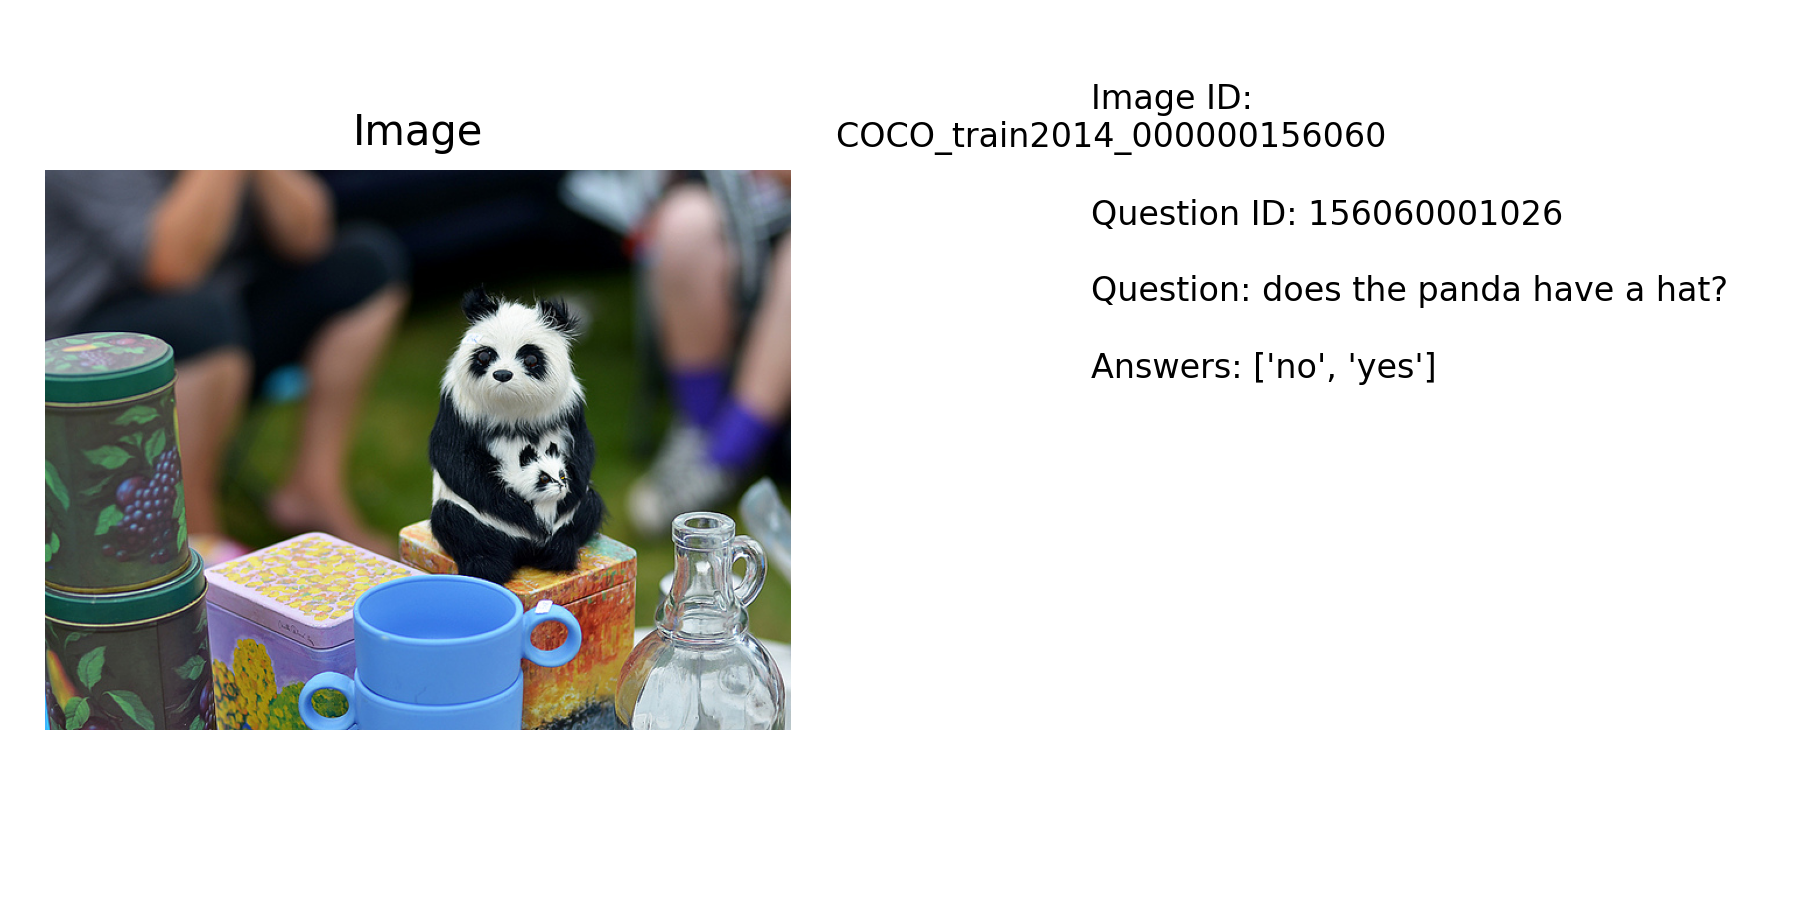 Image
Image ID:
COCO_train2014_000000156060
Question ID: 156060001026
Question: does the panda have a hat?
Answers: ['no', 'yes']